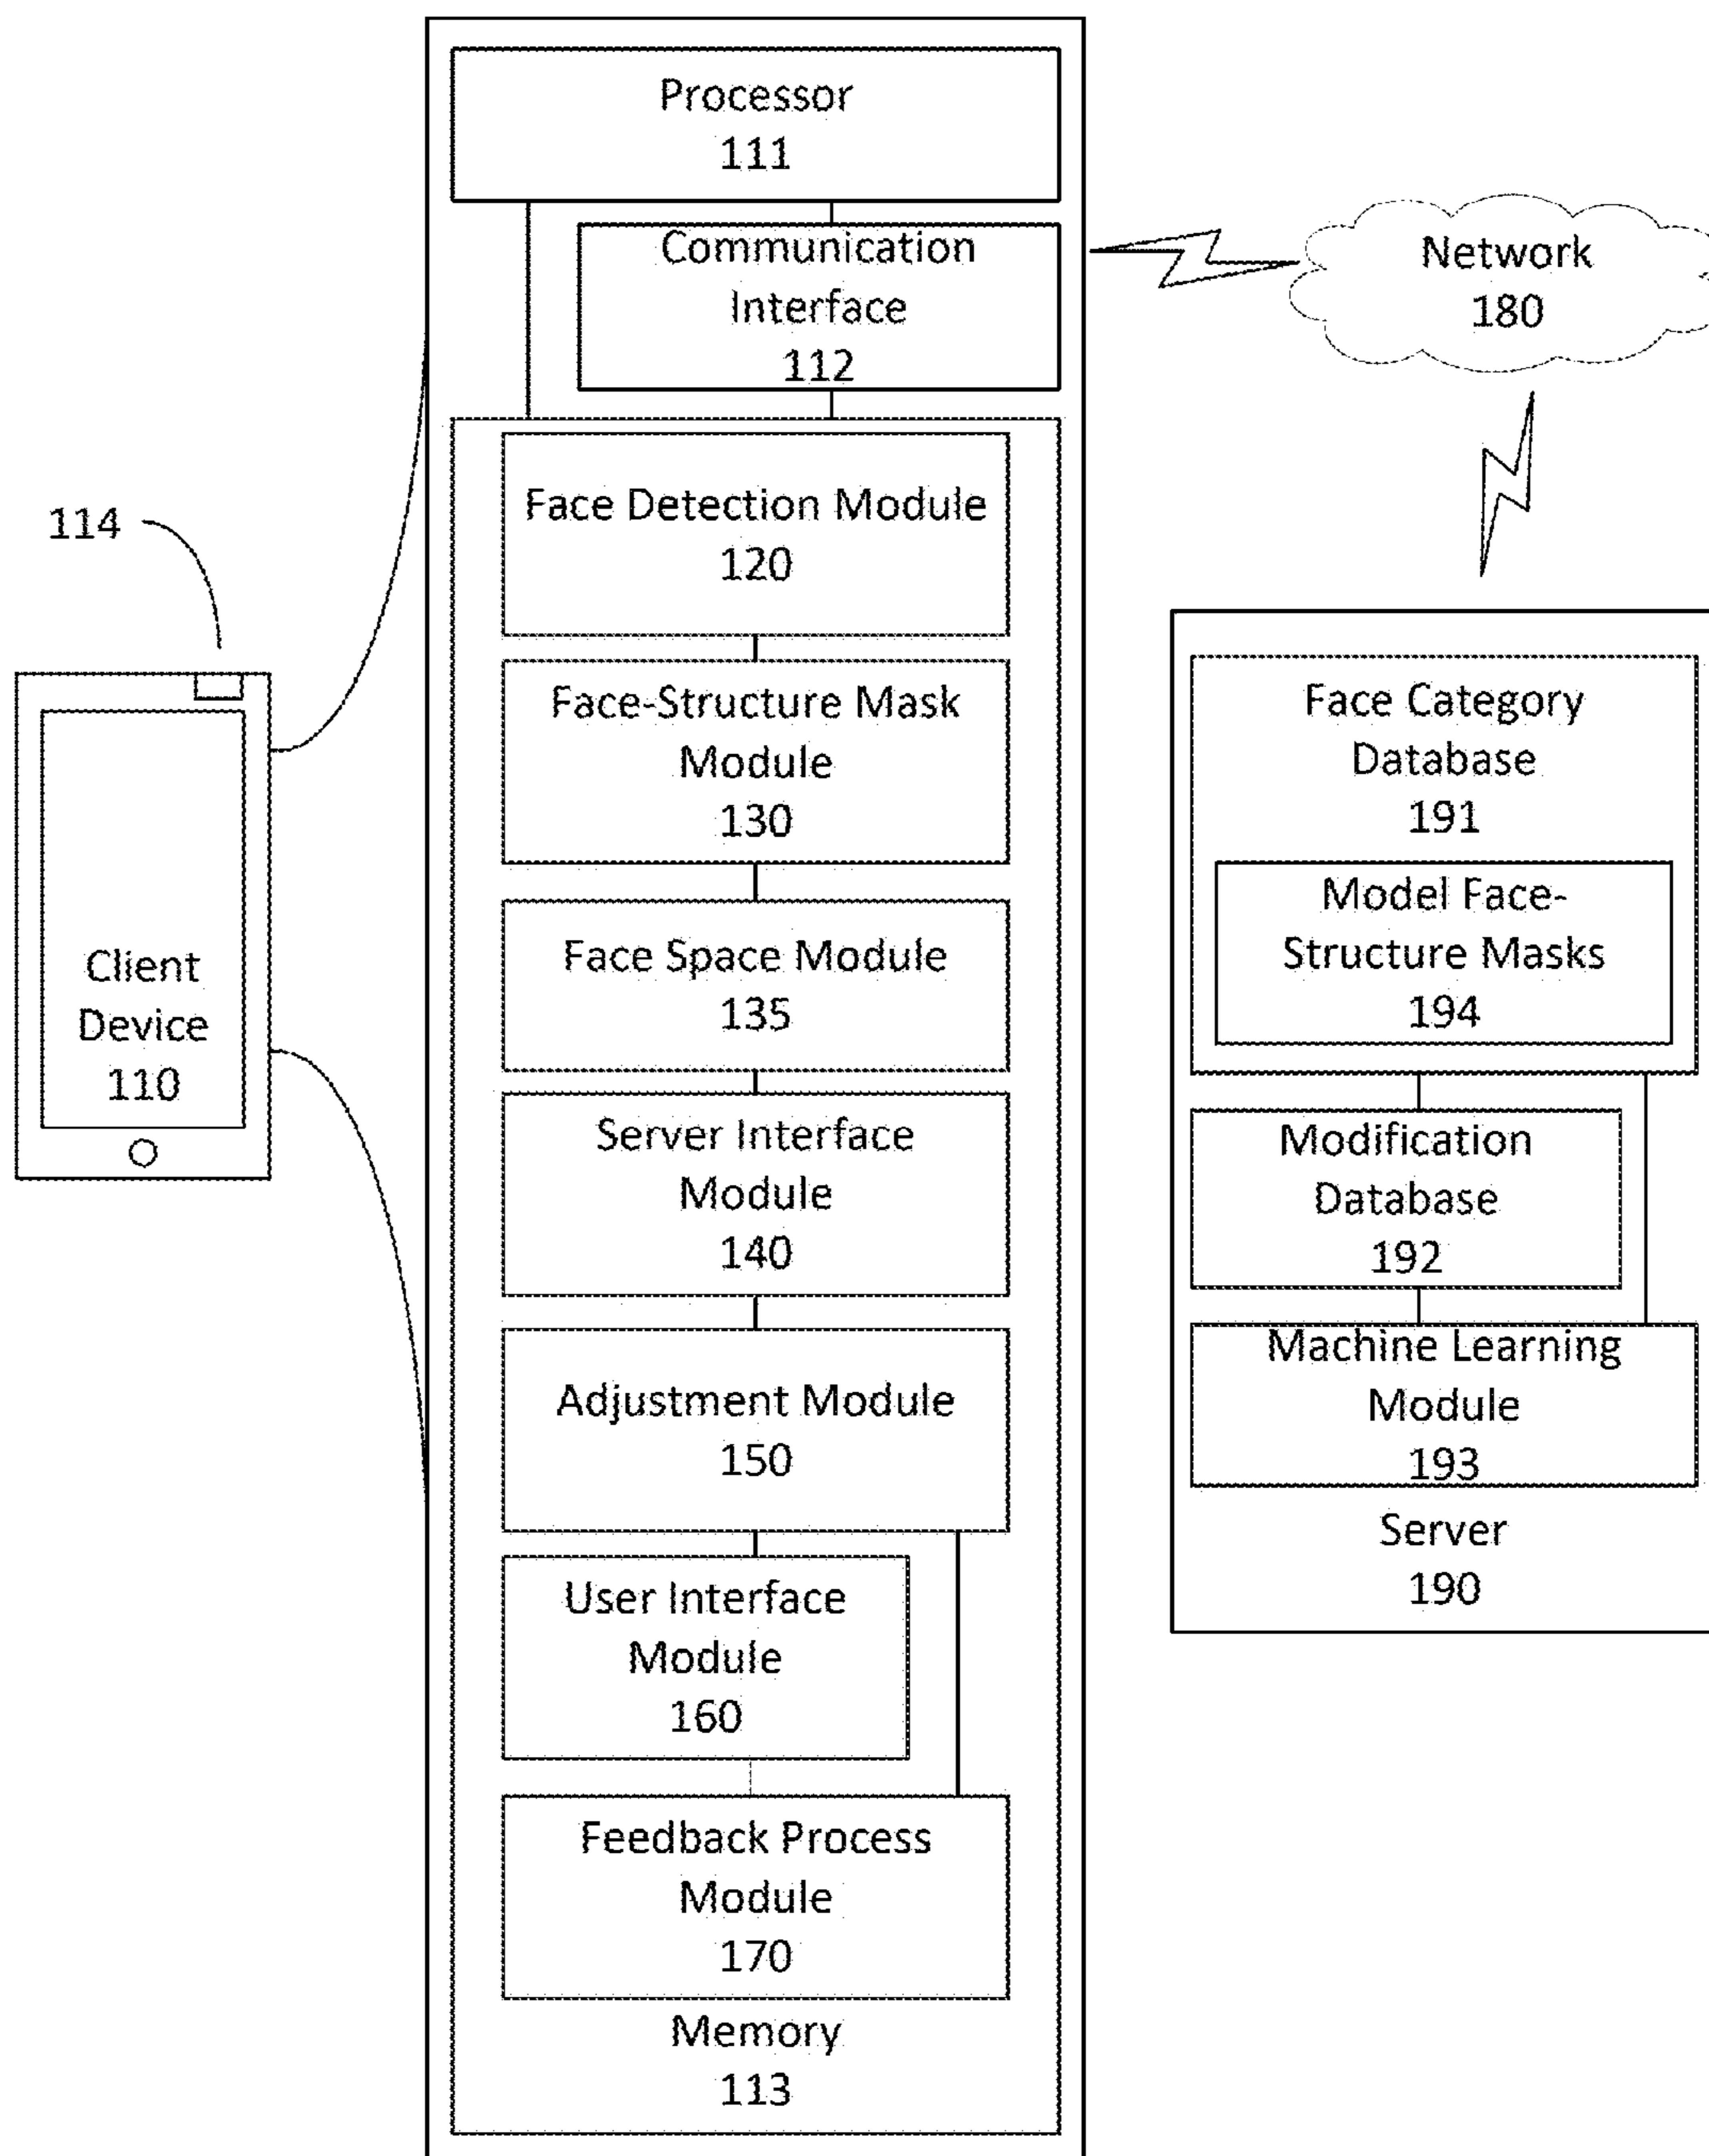 Processor
111
Communication
Interface
112
Network
180
Face Detection Module
120
114
Face-Structure Mask
Module
130
Face Space Module
135
Client
Device
110
Server Interface
Module
140
Adjustment Module
150
User Interface
Module
160
Feedback Process
Module
170
Memory
113
Face Category
Database
191
Model Face-
Structure Masks
194
Modification
Database
192
Machine Learning
Module
193
Server
190